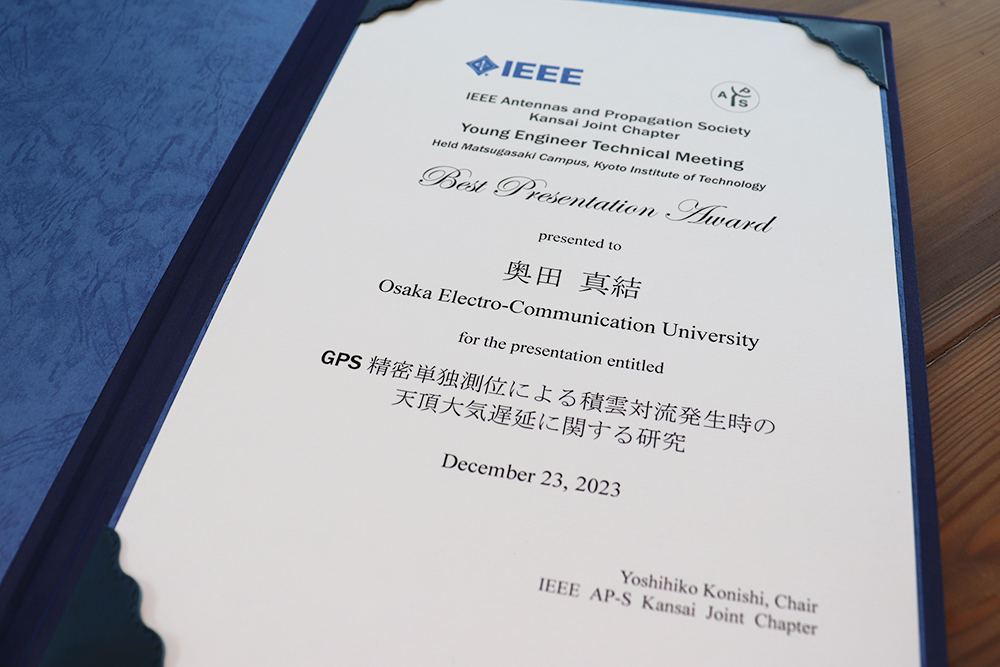 IEEE
APS
IEEE Antennas and Propagation Society
Kansai Joint Chapter
Young Engineer Technical Meeting
Held Matsugasaki Campus, Kyoto Institute of Technology
Best Presentation Award
presented to
奥田 真結
Osaka Electro-Communication University
for the presentation entitled
GPS 精密単独測位による積雲対流発生時の
天頂大気遅延に関する研究
December 23, 2023
Yoshihiko Konishi, Chair
IEEE AP-S Kansai Joint Chapter